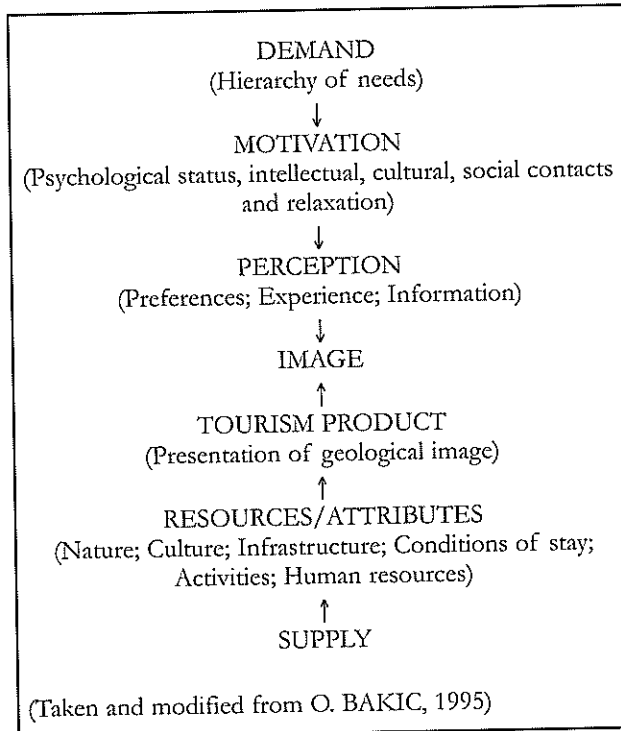 DEMAND
(Hierarchy of needs)
↓
MOTIVATION
(Psychological status, intellectual, cultural, social contacts
and relaxation)
↓
PERCEPTION
(Preferences; Experience; Information)
↓
IMAGE
↑
TOURISM PRODUCT
(Presentation of geological image)
↑
RESOURCES/ATTRIBUTES
(Nature; Culture; Infrastructure; Conditions of stay;
Activities; Human resources)
↑
SUPPLY
(Taken and modified from O. BAKIC, 1995)